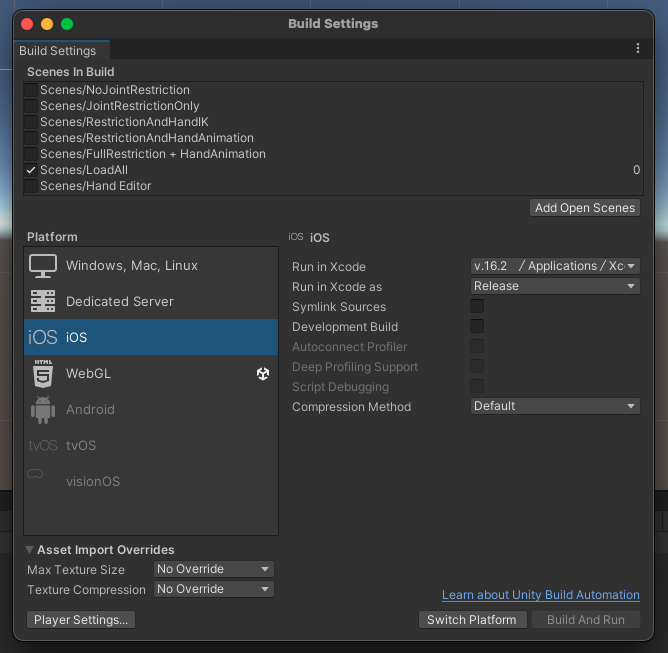 Build Settings
Build Settings
Scenes In Build
Scenes/NoJointRestriction
Scenes/JointRestrictionOnly
Scenes/RestrictionAndHandIK
Scenes/RestrictionAndHandAnimation
Scenes/FullRestriction + HandAnimation
Scenes/LoadAll 0
Scenes/Hand Editor
Add Open Scenes
Platform
Windows, Mac, Linux
Dedicated Server
iOS iOS
HTML WebGL
Android
tvOS tvOS
visionOS
iOS iOS
Run in Xcode v.16.2 / Applications / Xc
Run in Xcode as Release
Symlink Sources
Development Build
Autoconnect Profiler
Deep Profiling Support
Script Debugging
Compression Method Default
Asset Import Overrides
Max Texture Size No Override
Texture Compression No Override
Learn about Unity Build Automation
Player Settings... Switch Platform Build And Run